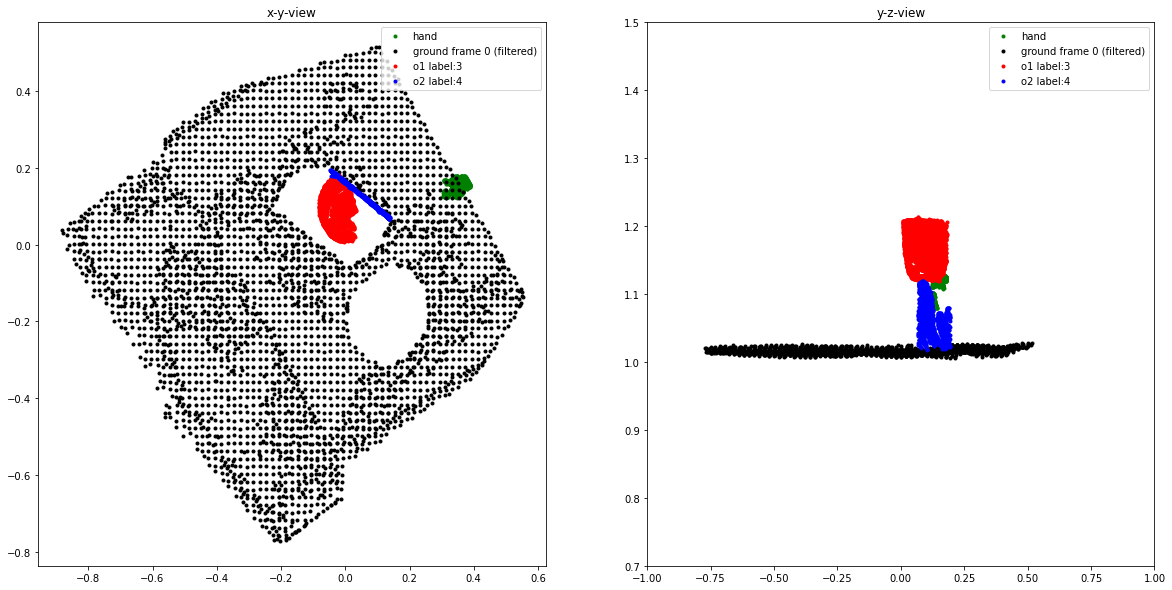 x-y-view
hand
ground frame 0 (filtered)
o1 label:3
o2 label:4
0.4
0.2
0.0
−0.2
−0.4
−0.6
−0.8
−0.8 −0.6 −0.4 −0.2 0.0 0.2 0.4 0.6
y-z-view
hand
ground frame 0 (filtered)
o1 label:3
o2 label:4
1.5
1.4
1.3
1.2
1.1
1.0
0.9
0.8
0.7
−1.00 −0.75 −0.50 −0.25 0.00 0.25 0.50 0.75 1.00